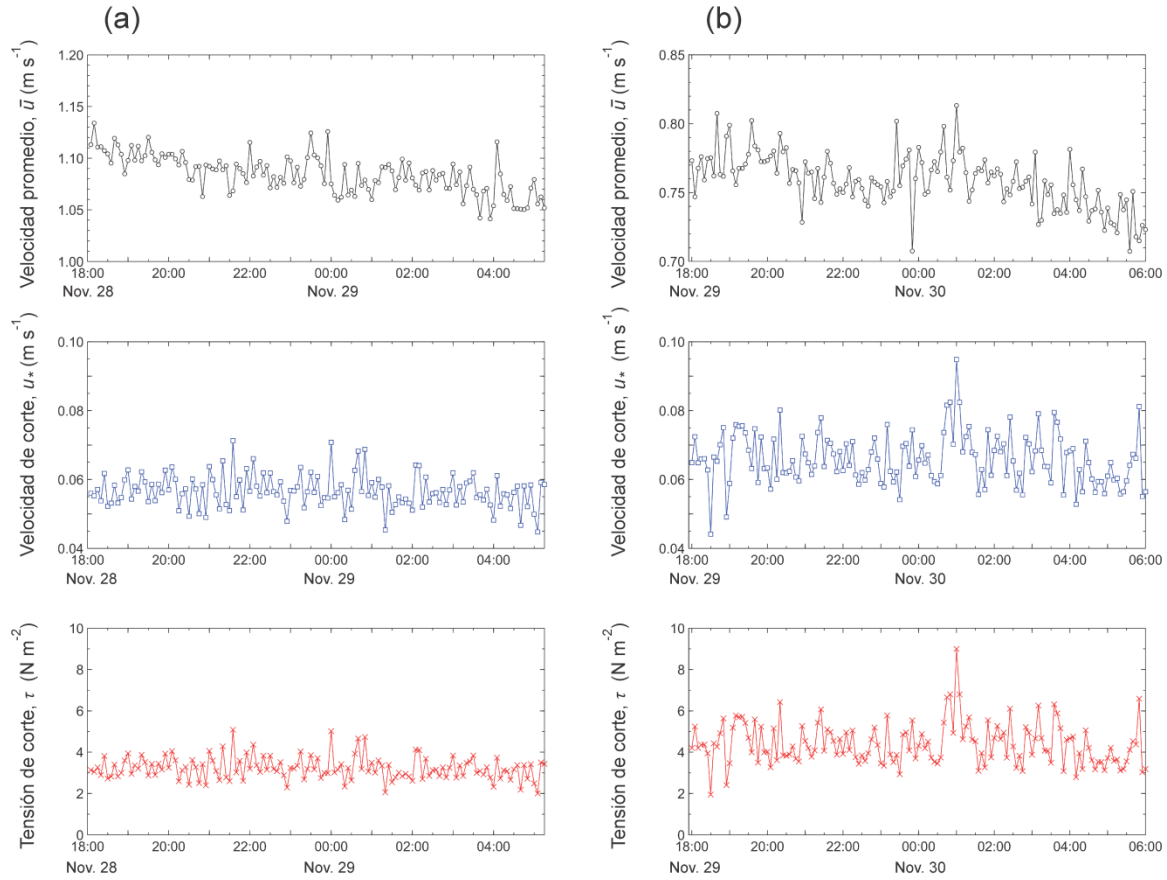 (a)
(b)
Velocidad promedio, ū (m s⁻¹)
1.20
1.15
1.10
1.05
1.00
18:00 20:00 22:00 00:00 02:00 04:00
Nov. 28 Nov. 29
Velocidad promedio, ū (m s⁻¹)
0.85
0.80
0.75
0.70
18:00 20:00 22:00 00:00 02:00 04:00 06:00
Nov. 29 Nov. 30
Velocidad de corte, u* (m s⁻¹)
0.10
0.08
0.06
0.04
18:00 20:00 22:00 00:00 02:00 04:00
Nov. 28 Nov. 29
Velocidad de corte, u* (m s⁻¹)
0.10
0.08
0.06
0.04
18:00 20:00 22:00 00:00 02:00 04:00 06:00
Nov. 29 Nov. 30
Tensión de corte, τ (N m⁻²)
10
8
6
4
2
0
18:00 20:00 22:00 00:00 02:00 04:00
Nov. 28 Nov. 29
Tensión de corte, τ (N m⁻²)
10
8
6
4
2
0
18:00 20:00 22:00 00:00 02:00 04:00 06:00
Nov. 29 Nov. 30